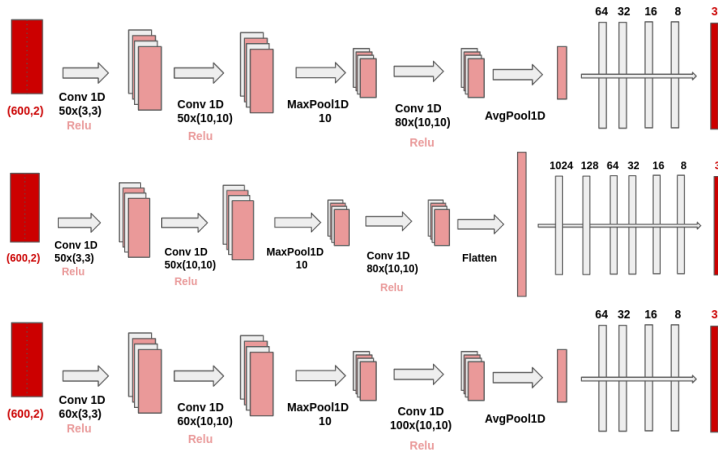 64 32 16 8 3
(600,2)
Conv 1D
50x(3,3)
Relu
Conv 1D
50x(10,10)
Relu
MaxPool1D
10
Conv 1D
80x(10,10)
Relu
AvgPool1D
1024 128 64 32 16 8 3
(600,2)
Conv 1D
50x(3,3)
Relu
Conv 1D
50x(10,10)
Relu
MaxPool1D
10
Conv 1D
80x(10,10)
Relu
Flatten
64 32 16 8 3
(600,2)
Conv 1D
60x(3,3)
Relu
Conv 1D
60x(10,10)
Relu
MaxPool1D
10
Conv 1D
100x(10,10)
Relu
AvgPool1D